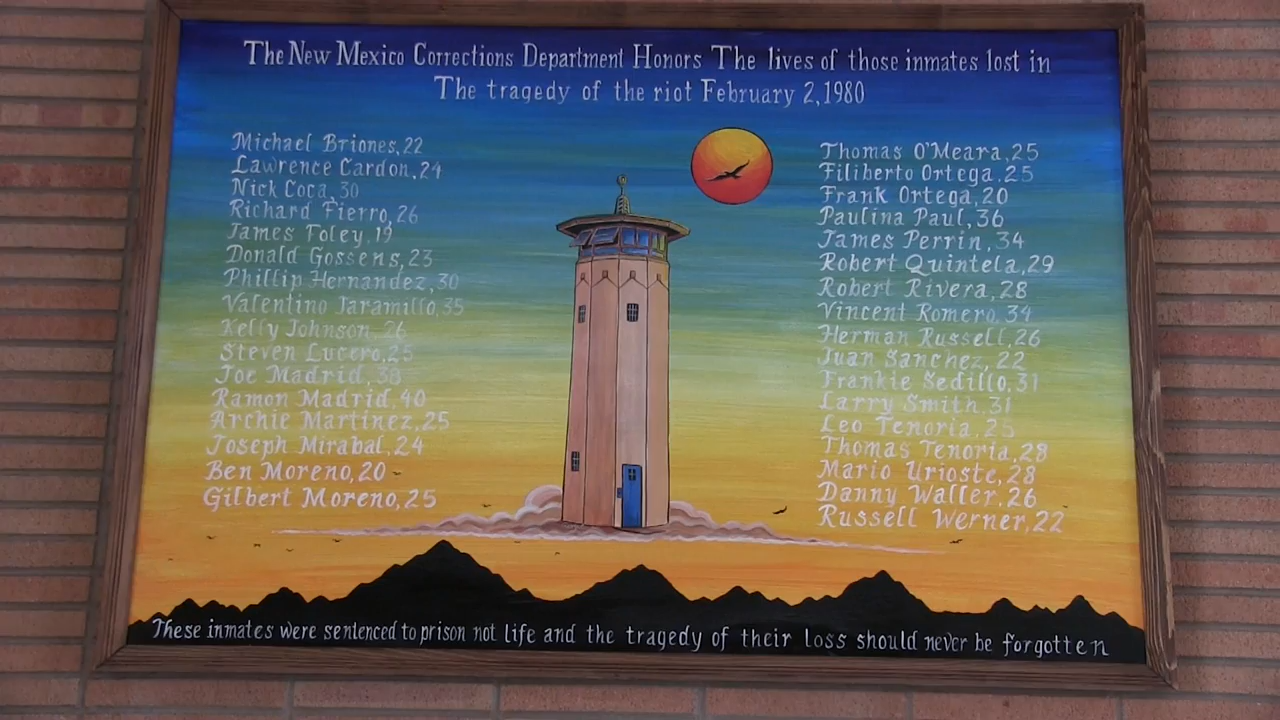 The New Mexico Corrections Department Honors The lives of those inmates lost in
The tragedy of the riot February 2, 1980
Michael Briones, 22
Lawrence Cardon, 24
Nick Coca, 30
Richard Fierro, 26
James Foley, 19
Donald Gossens, 23
Phillip Hernandez, 30
Valentino Jaramillo, 35
Kelly Johnson, 26
Steven Lucero, 25
Joe Madrid, 38
Ramon Madrid, 40
Archie Martinez, 25
Joseph Mirabal, 24
Ben Moreno, 20
Gilbert Moreno, 25
Thomas O'Meara, 25
Filiberto Ortega, 25
Frank Ortega, 20
Paulina Paul, 36
James Perrin, 34
Robert Quintela, 29
Robert Rivera, 28
Vincent Romero, 34
Herman Russell, 26
Juan Sanchez, 22
Frankie Sedillo, 31
Larry Smith, 31
Leo Tenoria, 25
Thomas Tenoria, 28
Mario Urioste, 28
Danny Waller, 26
Russell Werner, 22
These inmates were sentenced to prison not life and the tragedy of their loss should never be forgotten